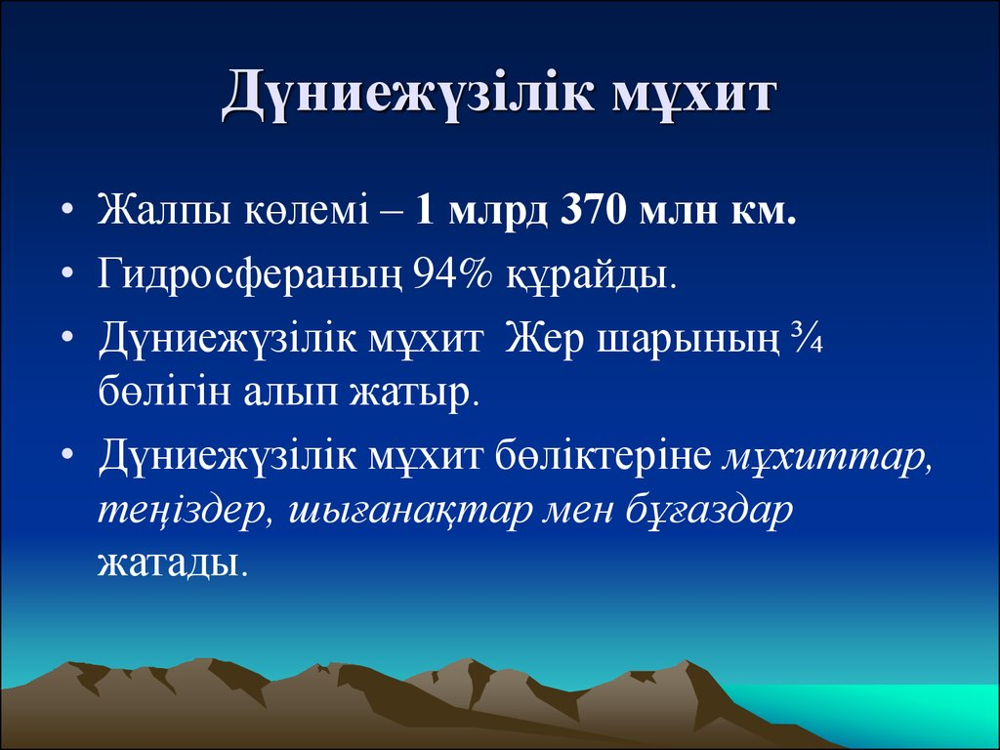 Дүниежүзілік мұхит
• Жалпы көлемі – 1 млрд 370 млн км.
• Гидросфераның 94% құрайды.
• Дүниежүзілік мұхит Жер шарының ¾
бөлігін алып жатыр.
• Дүниежүзілік мұхит бөліктеріне мұхиттар,
теңіздер, шығанақтар мен бұғаздар
жатады.